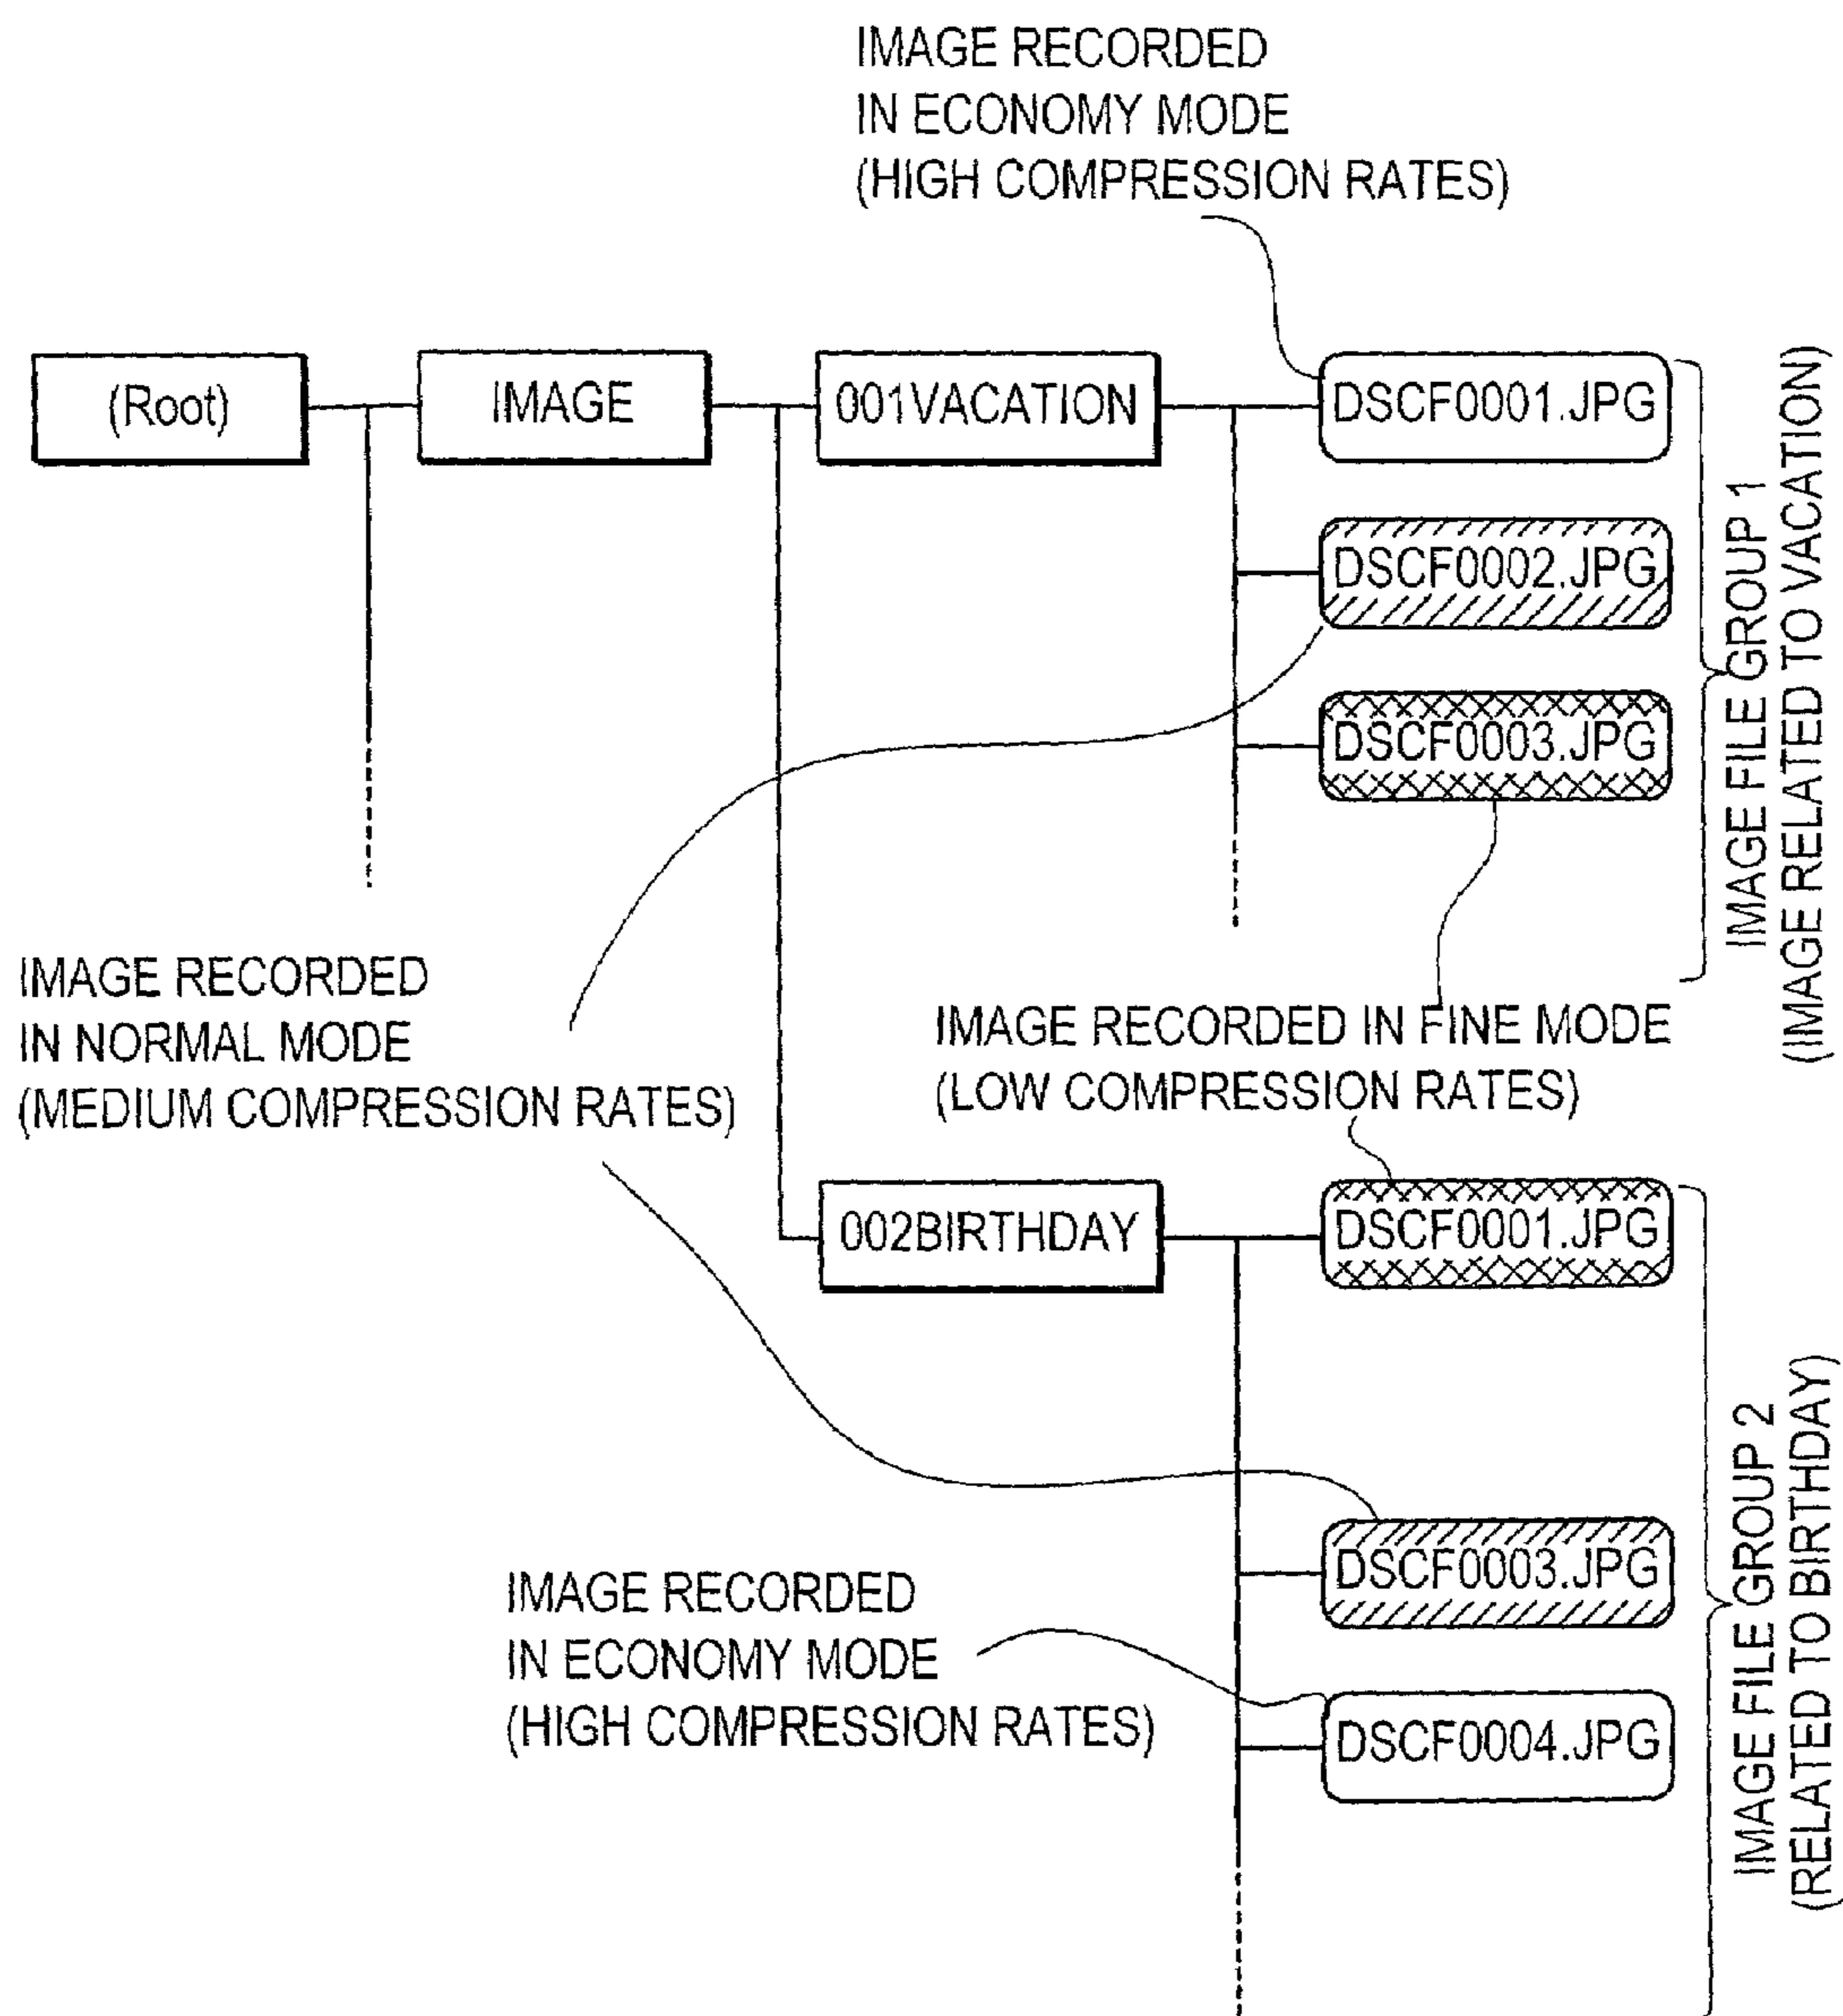 IMAGE RECORDED
IN ECONOMY MODE
(HIGH COMPRESSION RATES)
(Root)
IMAGE
001VACATION
DSCF0001.JPG
DSCF0002.JPG
DSCF0003.JPG
IMAGE FILE GROUP 1
(IMAGE RELATED TO VACATION)
IMAGE RECORDED
IN NORMAL MODE
(MEDIUM COMPRESSION RATES)
IMAGE RECORDED IN FINE MODE
(LOW COMPRESSION RATES)
002BIRTHDAY
DSCF0001.JPG
DSCF0003.JPG
DSCF0004.JPG
IMAGE RECORDED
IN ECONOMY MODE
(HIGH COMPRESSION RATES)
IMAGE FILE GROUP 2
(RELATED TO BIRTHDAY)